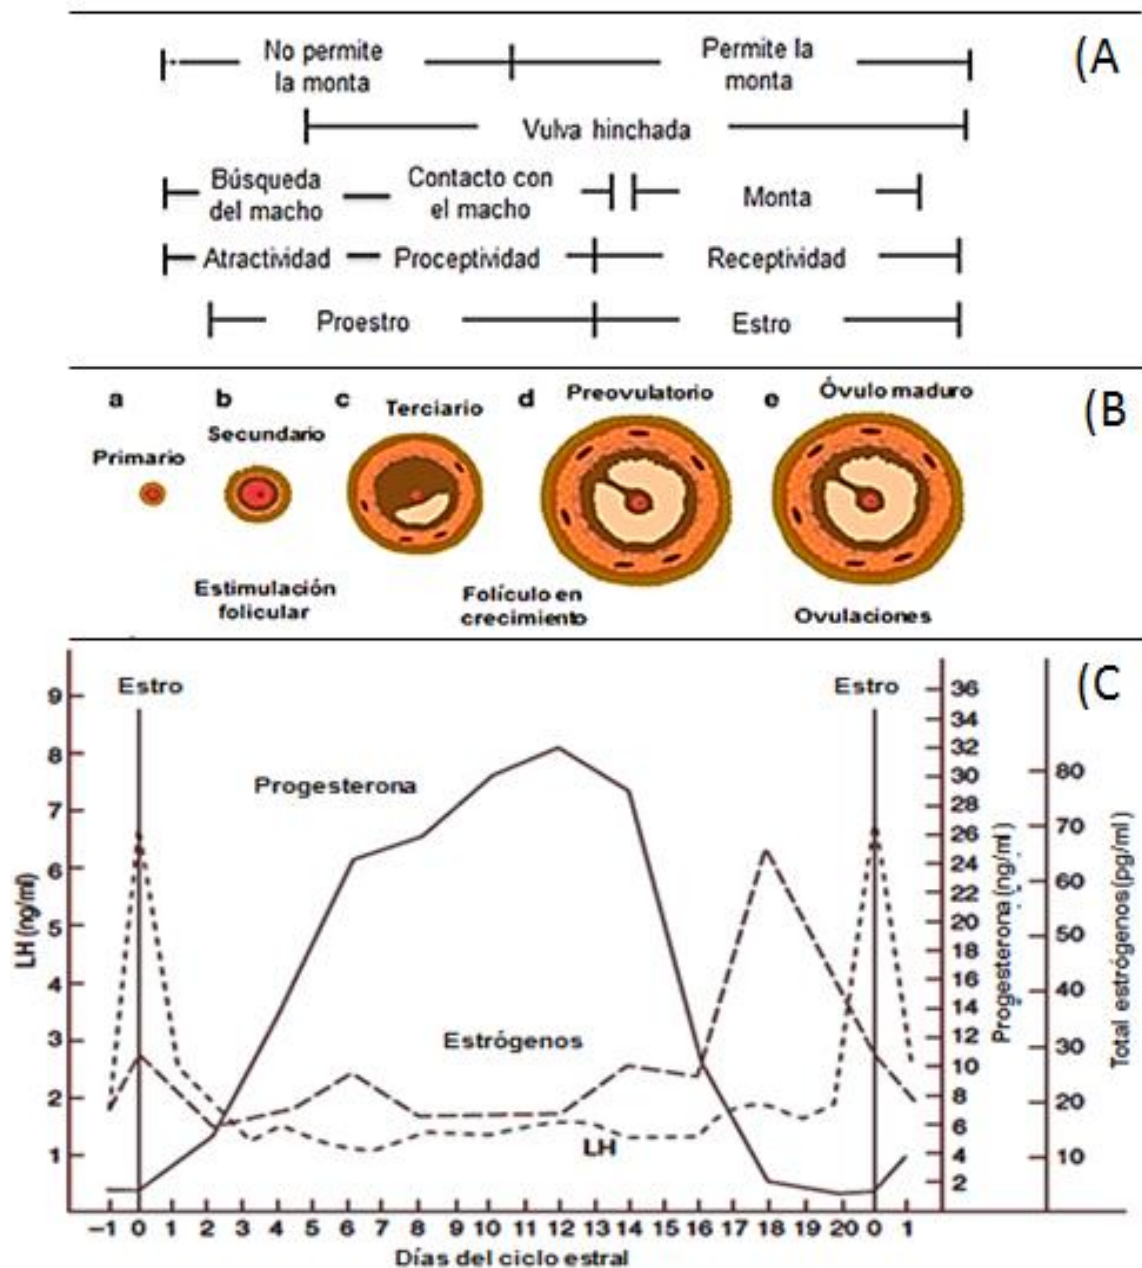 No permite
la monta
Permite la
monta
(A
Vulva hinchada
Búsqueda
del macho
Contacto con
el macho
Monta
Atractividad
Proceptividad
Receptividad
Proestro
Estro
a
b
c
d
e
(B
Primario
Secundario
Terciario
Preovulatorio
Óvulo maduro
Estimulación
folicular
Folículo en
crecimiento
Ovulaciones
(C
Estro
Estro
Progesterona
Estrógenos
LH
LH (ng/ml)
9
8
7
6
5
4
3
2
1
36
34
32
30
28
26
24
22
20
18
16
14
12
10
8
6
4
2
Progesterona (ng/ml)
80
70
60
50
40
30
20
10
Total estrógenos(pg/ml)
–1 0 1 2 3 4 5 6 7 8 9 10 11 12 13 14 15 16 17 18 19 20 0 1
Días del ciclo estral